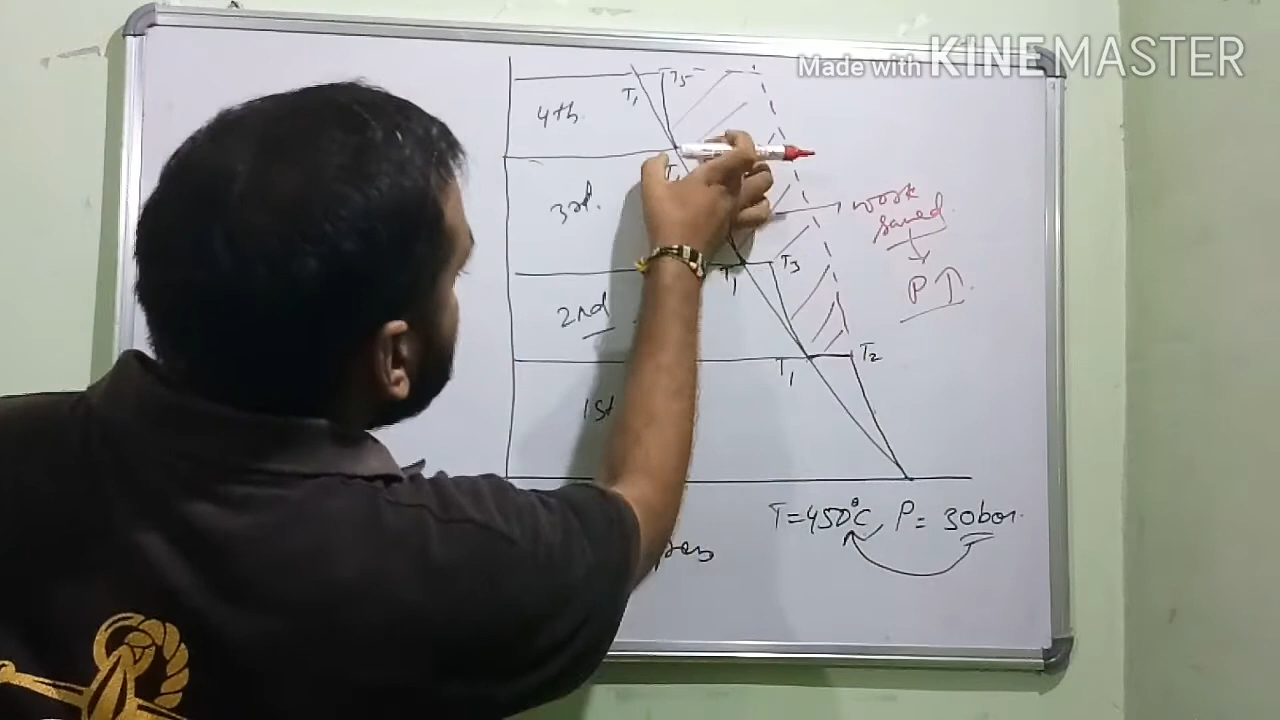 Made with KINEMASTER
4th.
T1
T5
3rd.
work
saved.
P↑.
T1
T3
2nd
T1
T2
1st
T=450°C, P= 30bar.